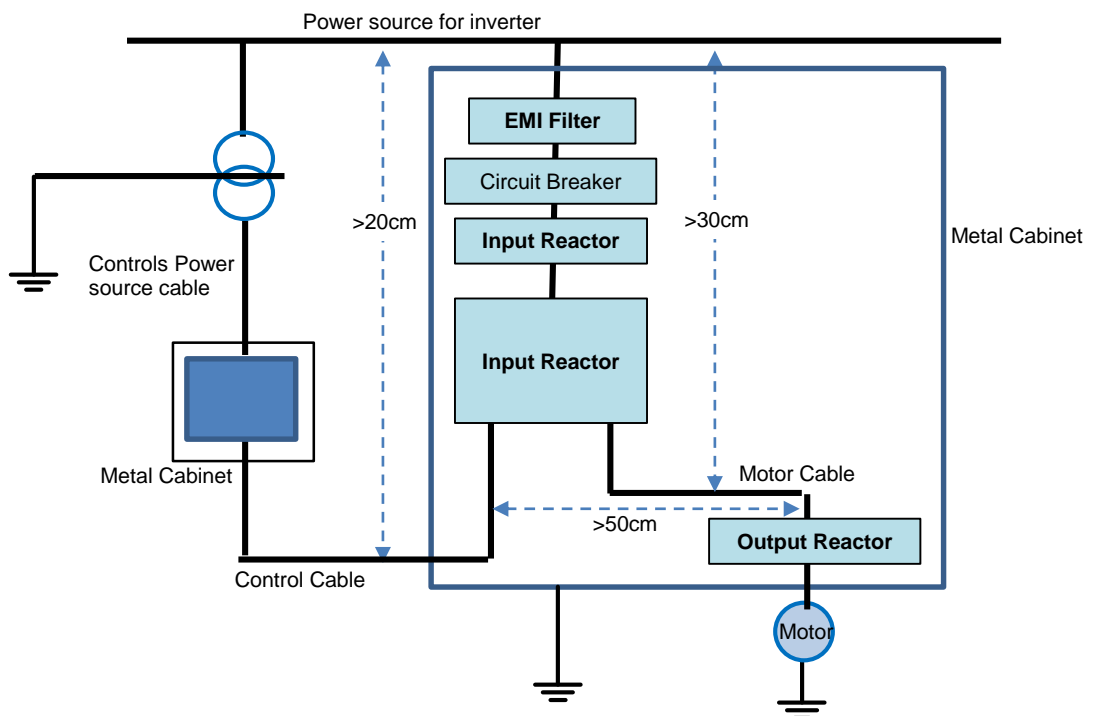 Power source for inverter
EMI Filter
Circuit Breaker
>20cm
>30cm
Input Reactor
Metal Cabinet
Controls Power
source cable
Input Reactor
Metal Cabinet
Motor Cable
>50cm
Output Reactor
Control Cable
Motor